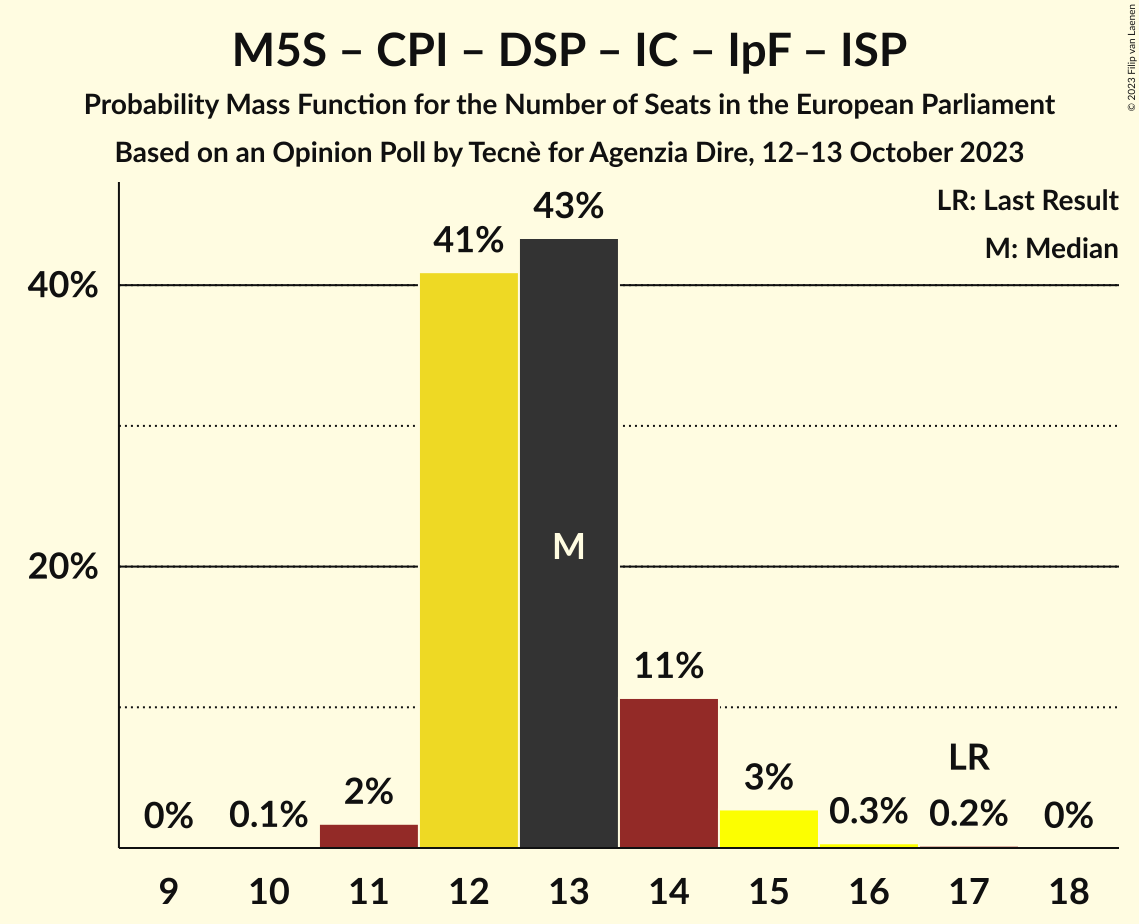 M5S – CPI – DSP – IC – IpF – ISP
Probability Mass Function for the Number of Seats in the European Parliament
Based on an Opinion Poll by Tecnè for Agenzia Dire, 12–13 October 2023
© 2023 Filip van Laenen
LR: Last Result
M: Median
40%
20%
0%
0.1%
2%
41%
43%
M
11%
3%
0.3%
LR
0.2%
0%
9 10 11 12 13 14 15 16 17 18